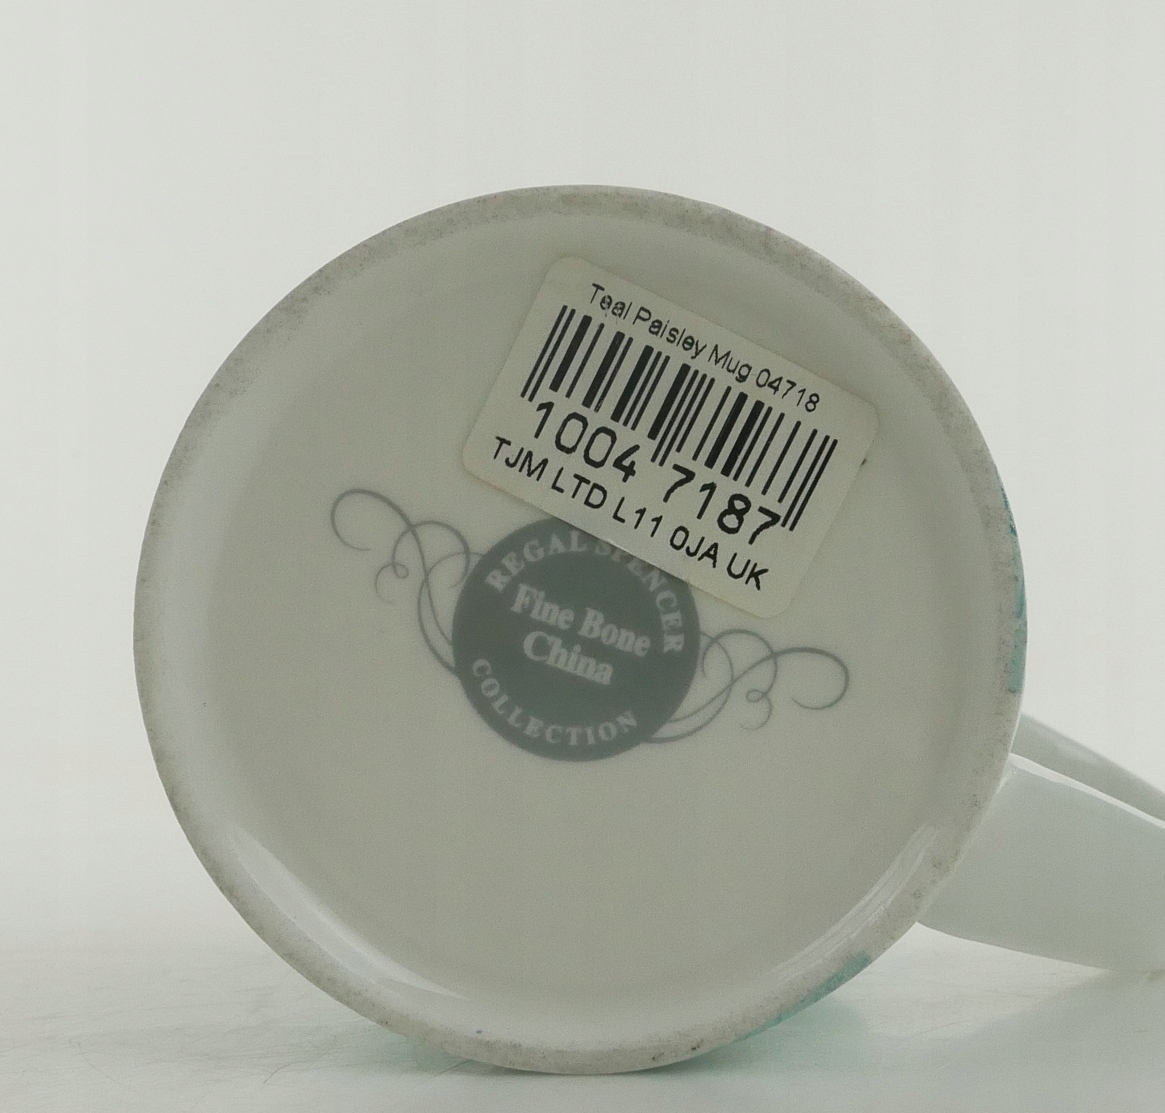 Teal Paisley Mug 04718
1004 7187
TJM LTD L11 0JA UK
REGAL SPENCER
Fine Bone
China
COLLECTION